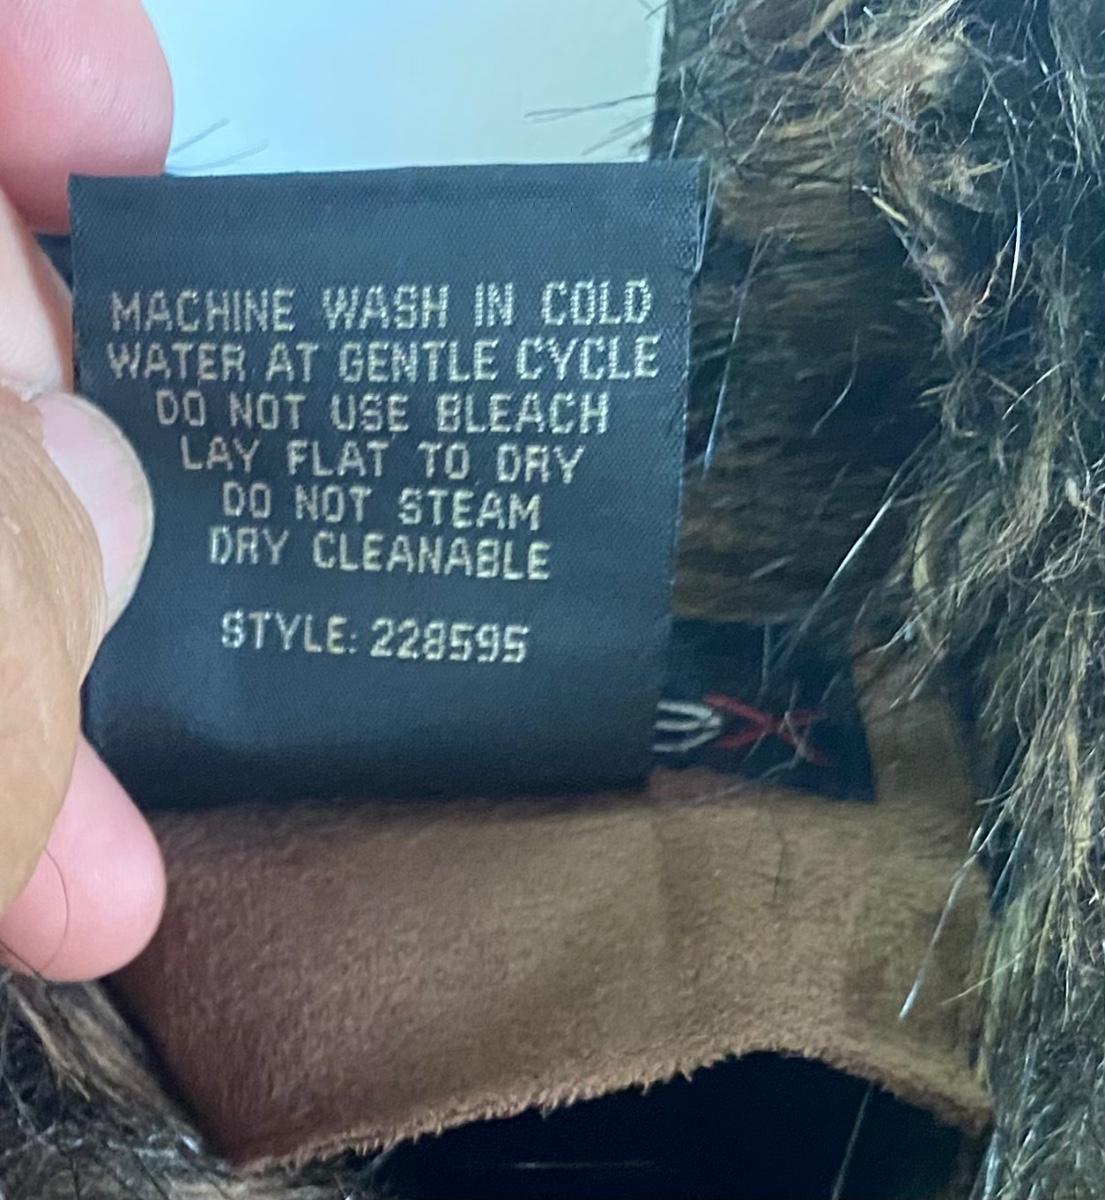 MACHINE WASH IN COLD
WATER AT GENTLE CYCLE
DO NOT USE BLEACH
LAY FLAT TO DRY
DO NOT STEAM
DRY CLEANABLE
STYLE: 228595